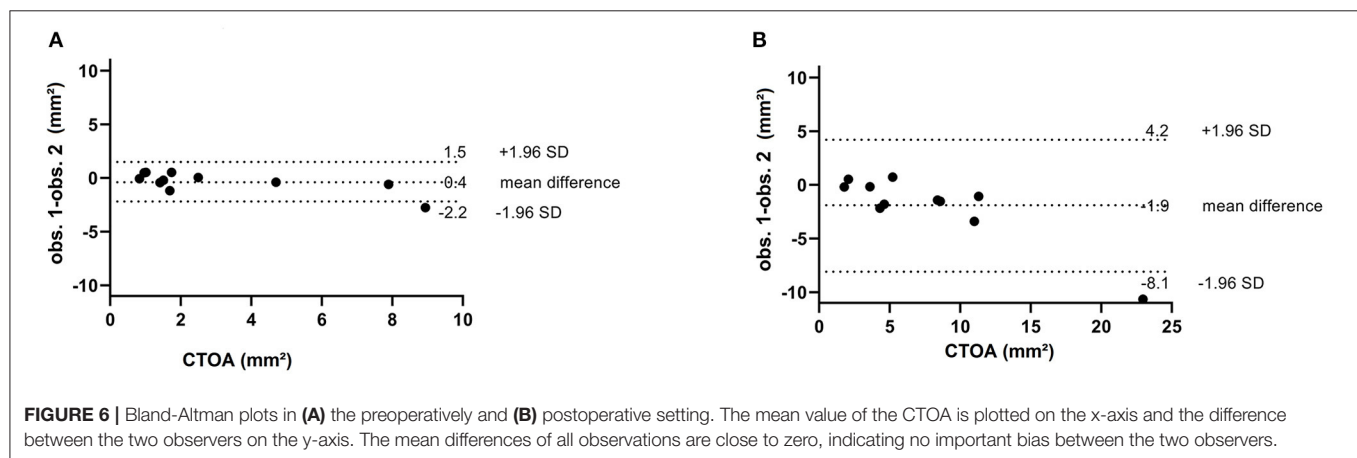 A
10
5
0
-5
-10
obs. 1-obs. 2 (mm²)
1.5 +1.96 SD
-0.4 mean difference
-2.2 -1.96 SD
0 2 4 6 8 10
CTOA (mm²)
B
10
5
0
-5
-10
obs. 1-obs. 2 (mm²)
4.2 +1.96 SD
-1.9 mean difference
-8.1 -1.96 SD
0 5 10 15 20 25
CTOA (mm²)
FIGURE 6 | Bland-Altman plots in (A) the preoperatively and (B) postoperative setting. The mean value of the CTOA is plotted on the x-axis and the difference
between the two observers on the y-axis. The mean differences of all observations are close to zero, indicating no important bias between the two observers.